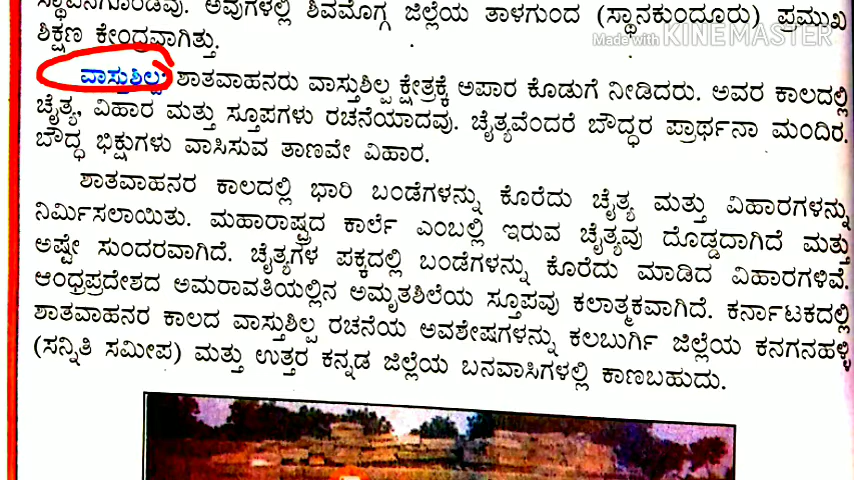 ಸ್ಥಾಪನೆಗೊಂಡವು. ಅವುಗಳಲ್ಲಿ ಶಿವಮೊಗ್ಗ ಜಿಲ್ಲೆಯ ತಾಳಗುಂದ (ಸ್ಥಾನಕುಂದೂರು) ಪ್ರಮುಖ
ಶಿಕ್ಷಣ ಕೇಂದ್ರವಾಗಿತ್ತು.
Made with KINEMASTER
ವಾಸ್ತುಶಿಲ್ಪ: ಶಾತವಾಹನರು ವಾಸ್ತುಶಿಲ್ಪ ಕ್ಷೇತ್ರಕ್ಕೆ ಅಪಾರ ಕೊಡುಗೆ ನೀಡಿದರು. ಅವರ ಕಾಲದಲ್ಲಿ
ಚೈತ್ಯ, ವಿಹಾರ ಮತ್ತು ಸ್ತೂಪಗಳು ರಚನೆಯಾದವು. ಚೈತ್ಯವೆಂದರೆ ಬೌದ್ಧರ ಪ್ರಾರ್ಥನಾ ಮಂದಿರ.
ಬೌದ್ಧ ಭಿಕ್ಷುಗಳು ವಾಸಿಸುವ ತಾಣವೇ ವಿಹಾರ.
ಶಾತವಾಹನರ ಕಾಲದಲ್ಲಿ ಭಾರಿ ಬಂಡೆಗಳನ್ನು ಕೊರೆದು ಚೈತ್ಯ ಮತ್ತು ವಿಹಾರಗಳನ್ನು
ನಿರ್ಮಿಸಲಾಯಿತು. ಮಹಾರಾಷ್ಟ್ರದ ಕಾರ್ಲೆ ಎಂಬಲ್ಲಿ ಇರುವ ಚೈತ್ಯವು ದೊಡ್ಡದಾಗಿದೆ ಮತ್ತು
ಅಷ್ಟೇ ಸುಂದರವಾಗಿದೆ. ಚೈತ್ಯಗಳ ಪಕ್ಕದಲ್ಲಿ ಬಂಡೆಗಳನ್ನು ಕೊರೆದು ಮಾಡಿದ ವಿಹಾರಗಳಿವೆ.
ಆಂಧ್ರಪ್ರದೇಶದ ಅಮರಾವತಿಯಲ್ಲಿನ ಅಮೃತಶಿಲೆಯ ಸ್ತೂಪವು ಕಲಾತ್ಮಕವಾಗಿದೆ. ಕರ್ನಾಟಕದಲ್ಲಿ
ಶಾತವಾಹನರ ಕಾಲದ ವಾಸ್ತುಶಿಲ್ಪ ರಚನೆಯ ಅವಶೇಷಗಳನ್ನು ಕಲಬುರ್ಗಿ ಜಿಲ್ಲೆಯ ಕನಗನಹಳ್ಳಿ
(ಸನ್ನಿತಿ ಸಮೀಪ) ಮತ್ತು ಉತ್ತರ ಕನ್ನಡ ಜಿಲ್ಲೆಯ ಬನವಾಸಿಗಳಲ್ಲಿ ಕಾಣಬಹುದು.